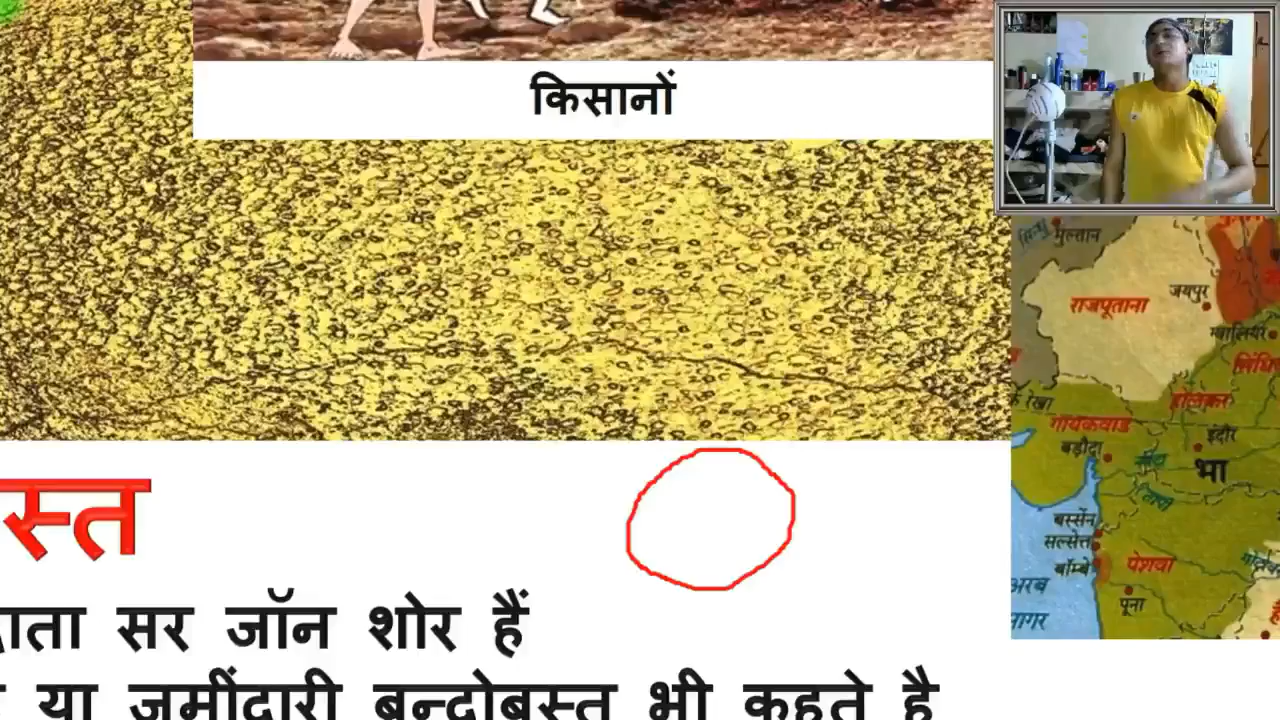 किसानों
मुल्तान
जयपुर
राजपूताना
ग्वालियर
होलकर
गायकवाड
इंदौर
बड़ौदा
भा
बस्सेन
सल्सेत
बॉम्बे
पेशवा
अरब
पूना
सागर
स्त
दाता सर जॉन शोर हैं
या जमींदारी बन्दोबस्त भी कहते है